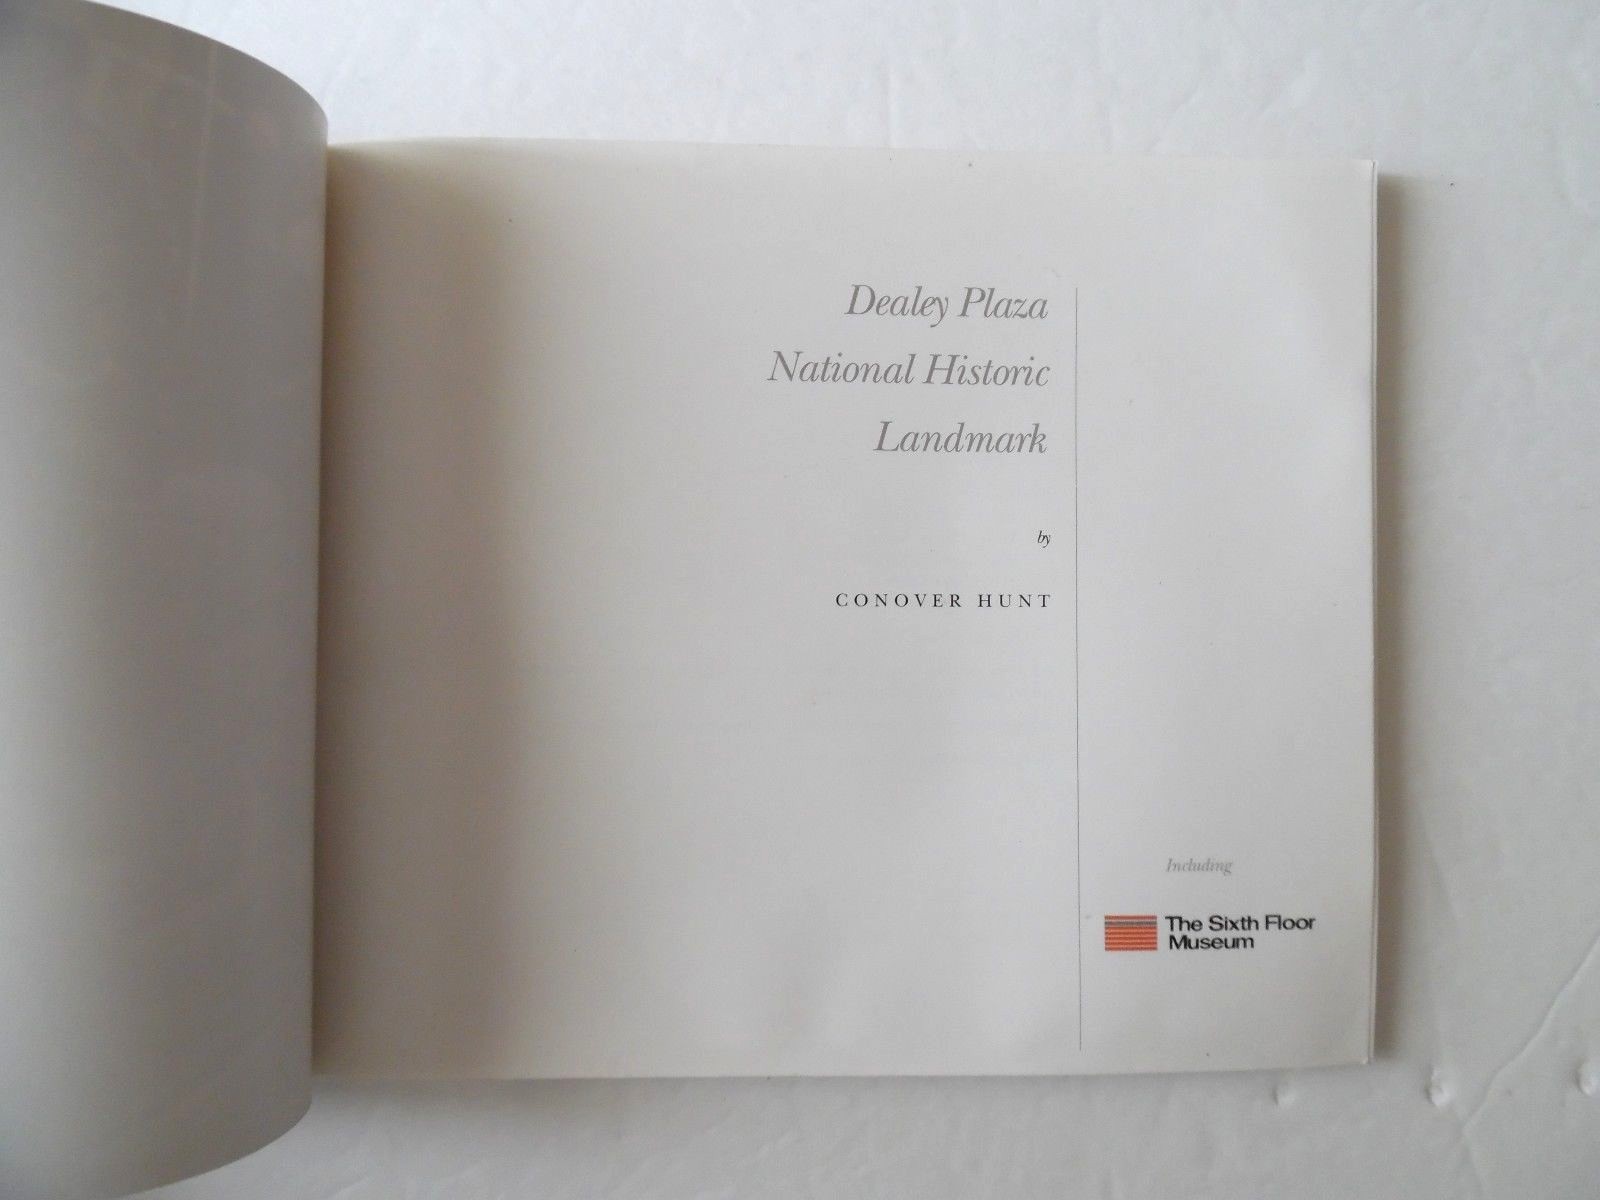 Dealey Plaza
National Historic
Landmark
by
CONOVER HUNT
Including
The Sixth Floor
Museum